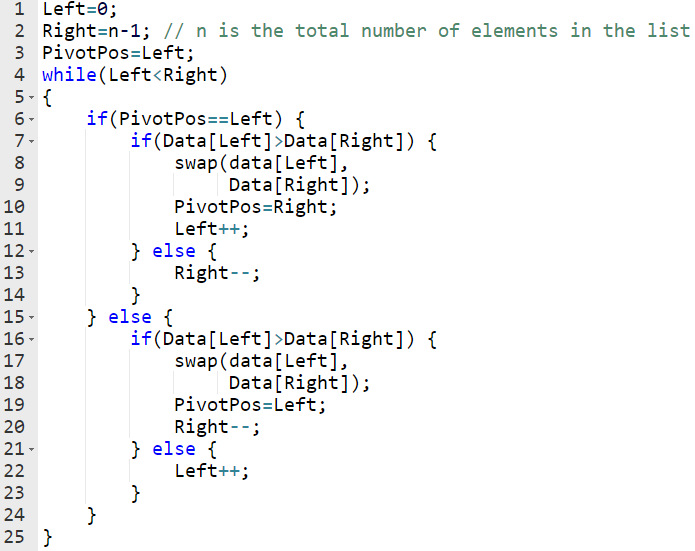 1 Left=0;
2 Right=n-1; // n is the total number of elements in the list
3 PivotPos=Left;
4 while(Left<Right)
5 {
6     if(PivotPos==Left) {
7         if(Data[Left]>Data[Right]) {
8             swap(data[Left],
9                  Data[Right]);
10             PivotPos=Right;
11             Left++;
12         } else {
13             Right--;
14         }
15     } else {
16         if(Data[Left]>Data[Right]) {
17             swap(data[Left],
18                  Data[Right]);
19             PivotPos=Left;
20             Right--;
21         } else {
22             Left++;
23         }
24     }
25 }